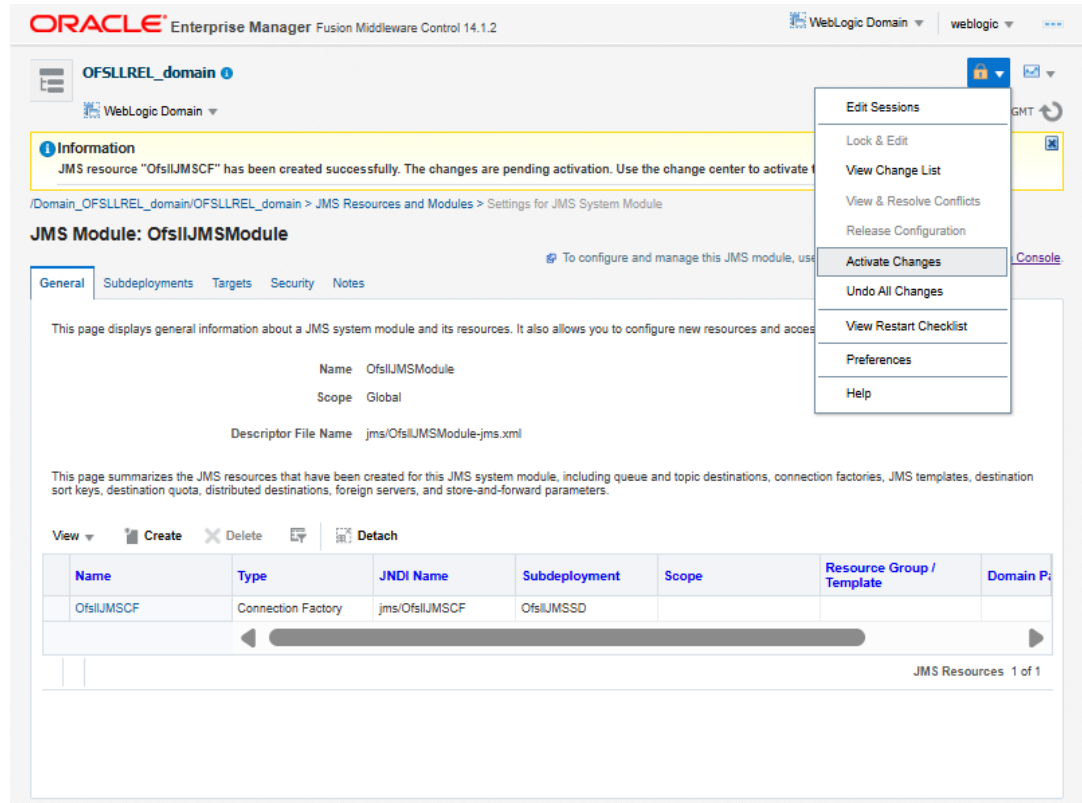 ORACLE Enterprise Manager Fusion Middleware Control 14.1.2
WebLogic Domain
weblogic
OFSLLREL_domain
WebLogic Domain
GMT
Edit Sessions
Lock & Edit
View Change List
View & Resolve Conflicts
Release Configuration
Activate Changes
Undo All Changes
View Restart Checklist
Preferences
Help
Information
JMS resource "OfsllJMSCF" has been created successfully. The changes are pending activation. Use the change center to activate
/Domain_OFSLLREL_domain/OFSLLREL_domain > JMS Resources and Modules > Settings for JMS System Module
JMS Module: OfsllJMSModule
To configure and manage this JMS module, use
Console.
General
Subdeployments
Targets
Security
Notes
This page displays general information about a JMS system module and its resources. It also allows you to configure new resources and
Name OfsllJMSModule
Scope Global
Descriptor File Name jms/OfsllJMSModule-jms.xml
This page summarizes the JMS resources that have been created for this JMS system module, including queue and topic destinations, connection factories, JMS templates, destination
sort keys, destination quota, distributed destinations, foreign servers, and store-and-forward parameters.
View
Create
Delete
Detach
Name Type JNDI Name Subdeployment Scope Resource Group /
Template Domain
OfsllJMSCF Connection Factory jms/OfsllJMSCF OfsllJMSSD
JMS Resources 1 of 1